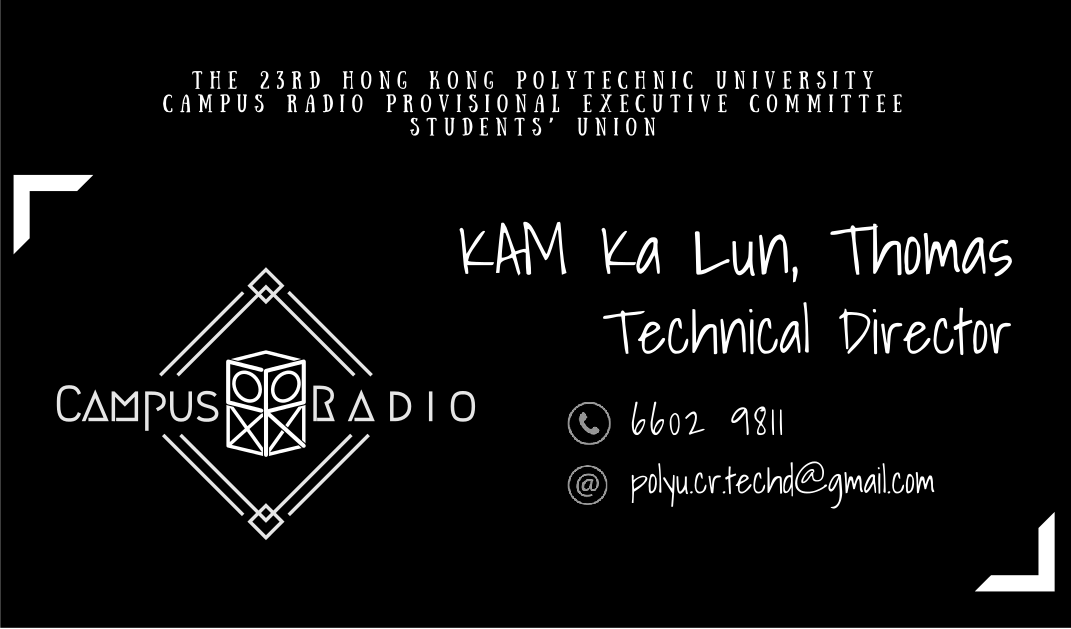 THE 23RD HONG KONG POLYTECHNIC UNIVERSITY
CAMPUS RADIO PROVISIONAL EXECUTIVE COMMITTEE
STUDENTS' UNION
KAM Ka Lun, Thomas
Technical Director
CAMPUS RADIO
6602 9811
polyu.cr.techd@gmail.com